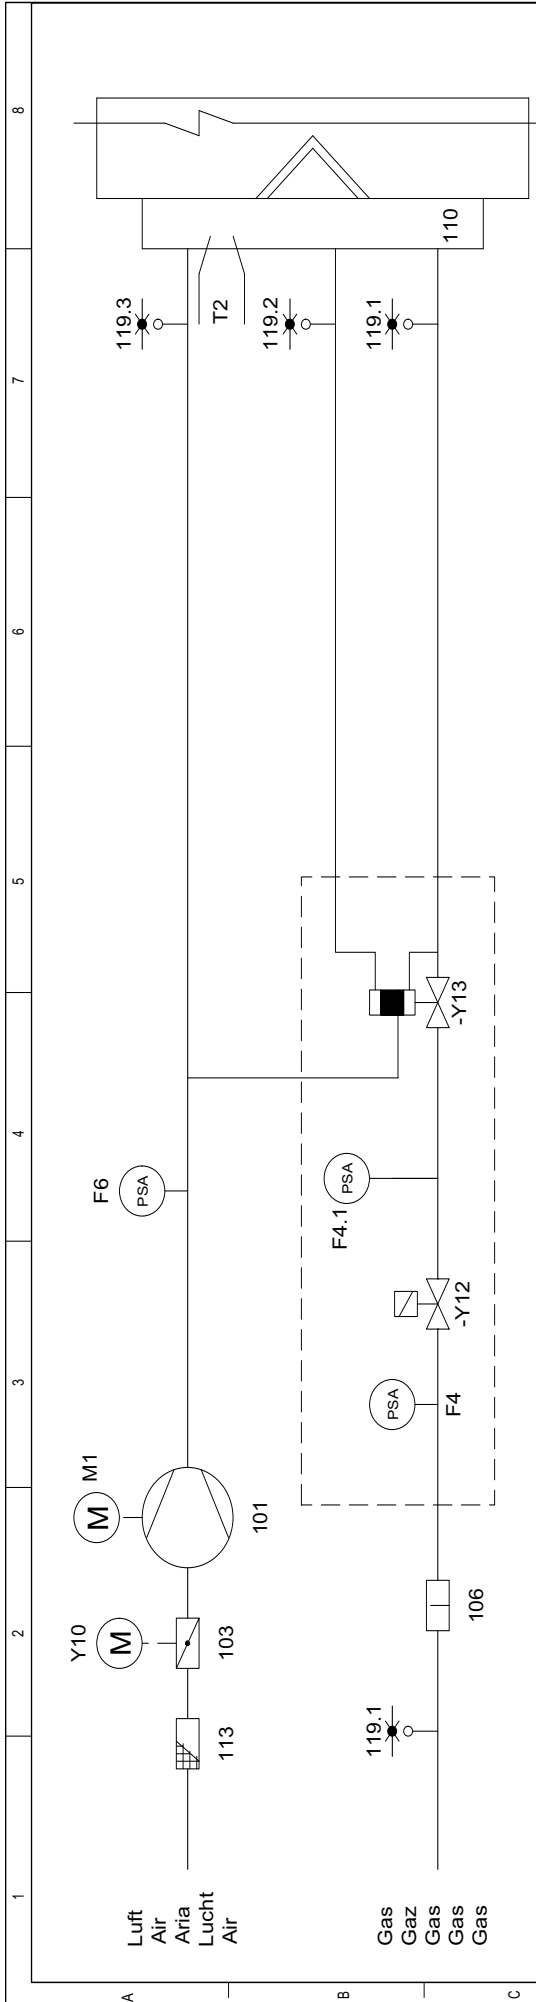 1
2
3
4
5
6
7
8
A
B
C
Luft
Air
Aria
Lucht
Air
113
Y10
M
103
M
M1
101
F6
PSA
119.3
T2
110
119.2
119.1
F4.1
PSA
-Y13
-Y12
PSA
F4
106
119.1
Gas
Gaz
Gas
Gas
Gas